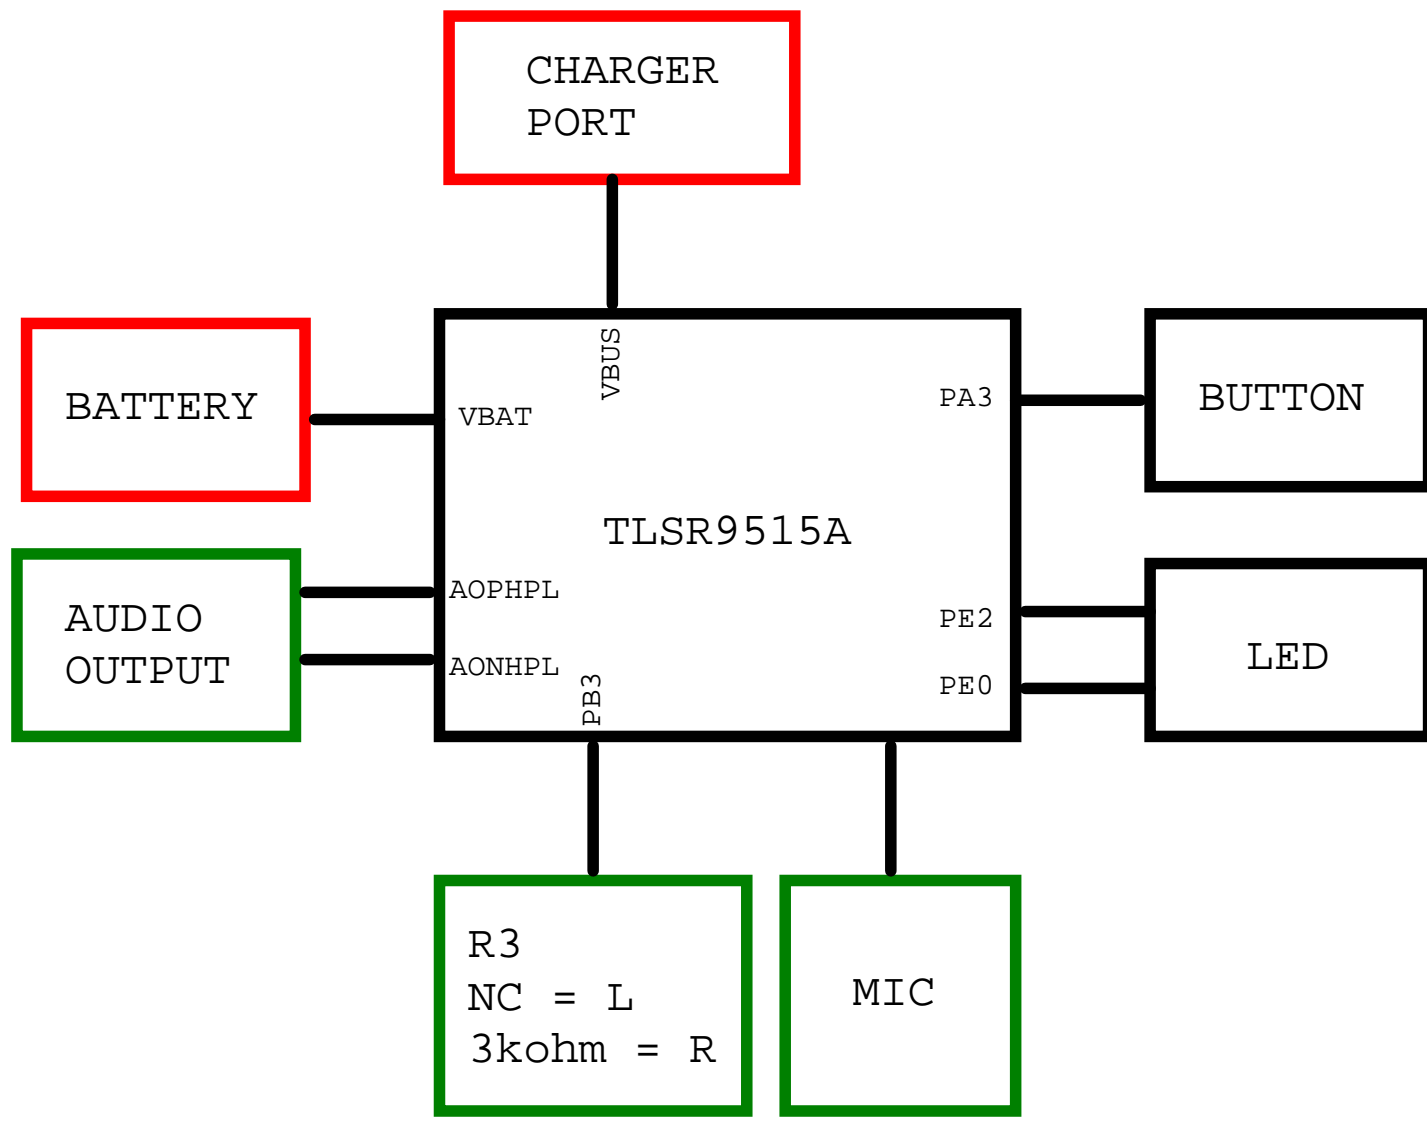 CHARGER
PORT
VBUS
BATTERY
VBAT
PA3
BUTTON
TLSR9515A
AUDIO
OUTPUT
AOPHPL
AONHPL
PB3
PE2
PE0
LED
R3
NC = L
3kohm = R
MIC